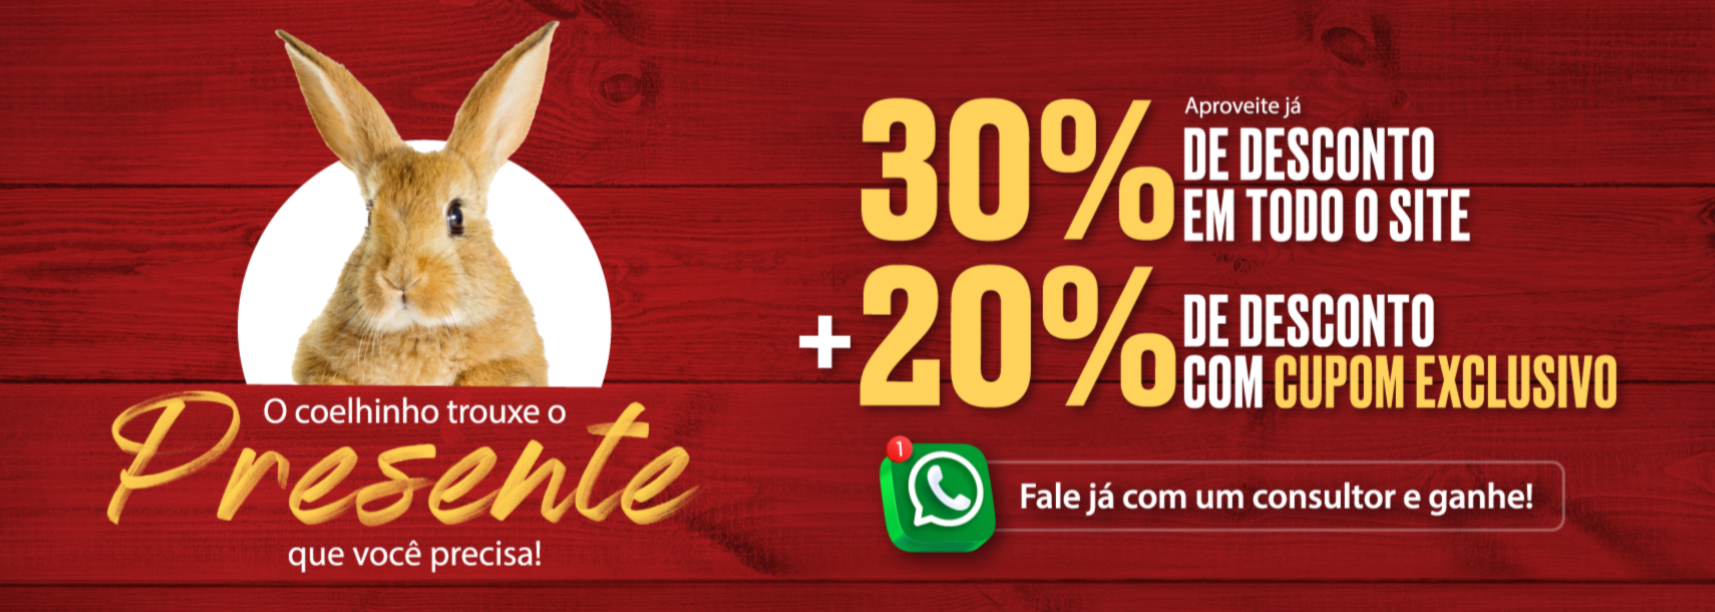 O coelhinho trouxe o
Presente
que você precisa!
30%
Aproveite já
DE DESCONTO
EM TODO O SITE
+20%
DE DESCONTO
COM CUPOM EXCLUSIVO
1
Fale já com um consultor e ganhe!